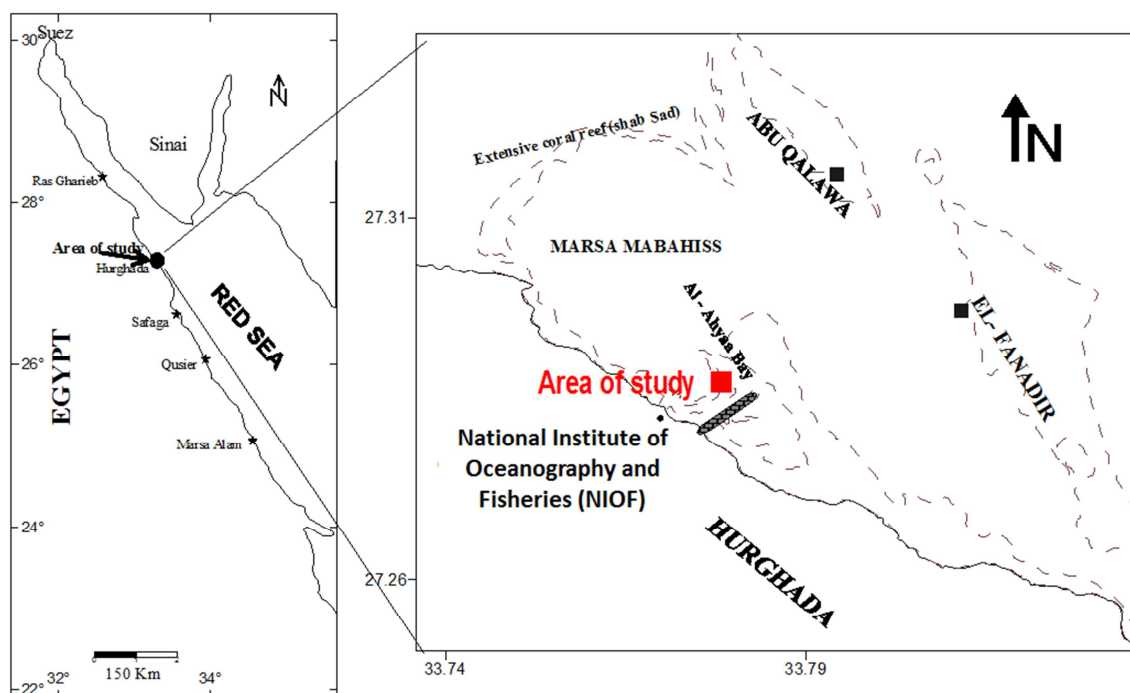 30°
Suez
N
Sinai
Ras Gharieb
28°
Area of study
Hurghada
RED SEA
Safaga
EGYPT
26°
Qusier
Marsa Alam
24°
150 Km
22°
32°
34°
Extensive coral reef (shab Sad)
ABU QALAWA
N
27.31
MARSA MABAHISS
Al - Ahyaa Bay
EL- FANADIR
Area of study
National Institute of
Oceanography and
Fisheries (NIOF)
HURGHADA
27.26
33.74
33.79